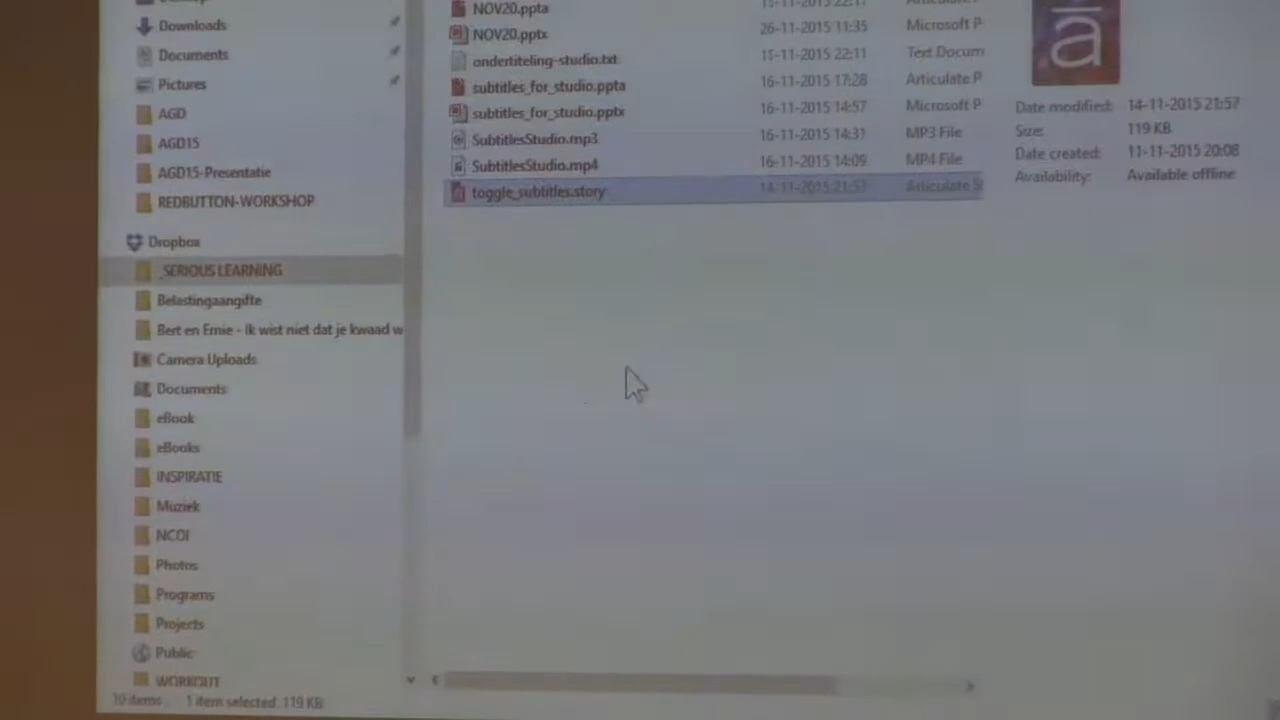 Downloads
Documents
Pictures
AGD
AGD15
AGD15-Presentatie
REDBUTTON-WORKSHOP
Dropbox
_SERIOUS LEARNING
Belastingaangifte
Bert en Ernie - Ik wist niet dat je kwaad w
Camera Uploads
Documents
eBook
eBooks
INSPIRATIE
Muziek
NCOI
Photos
Programs
Projects
Public
WORKOUT
10 items 1 item selected 119 KB
NOV20.ppta
NOV20.pptx 26-11-2015 11:35 Microsoft P
ondertiteling-studio.txt 11-11-2015 22:11 Text Docum
subtitles_for_studio.ppta 16-11-2015 17:28 Articulate P
subtitles_for_studio.pptx 16-11-2015 14:57 Microsoft P
SubtitlesStudio.mp3 16-11-2015 14:31 MP3 File
SubtitlesStudio.mp4 16-11-2015 14:09 MP4 File
toggle_subtitles.story 14-11-2015 21:57 Articulate St
ā
Date modified: 14-11-2015 21:57
Size: 119 KB
Date created: 11-11-2015 20:08
Availability: Available offline